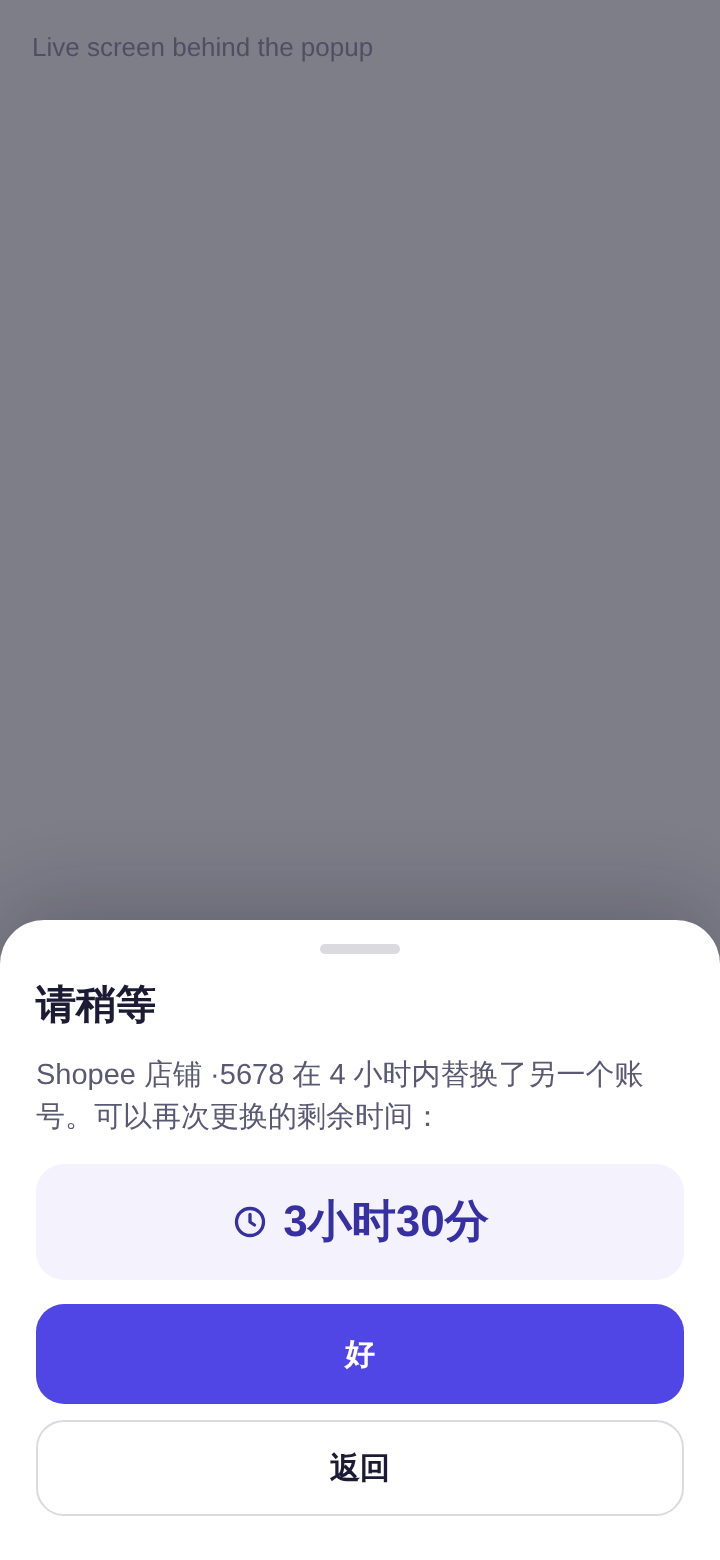 Live screen behind the popup
请稍等
Shopee 店铺 ·5678 在 4 小时内替换了另一个账
号。可以再次更换的剩余时间：
3小时30分
好
返回